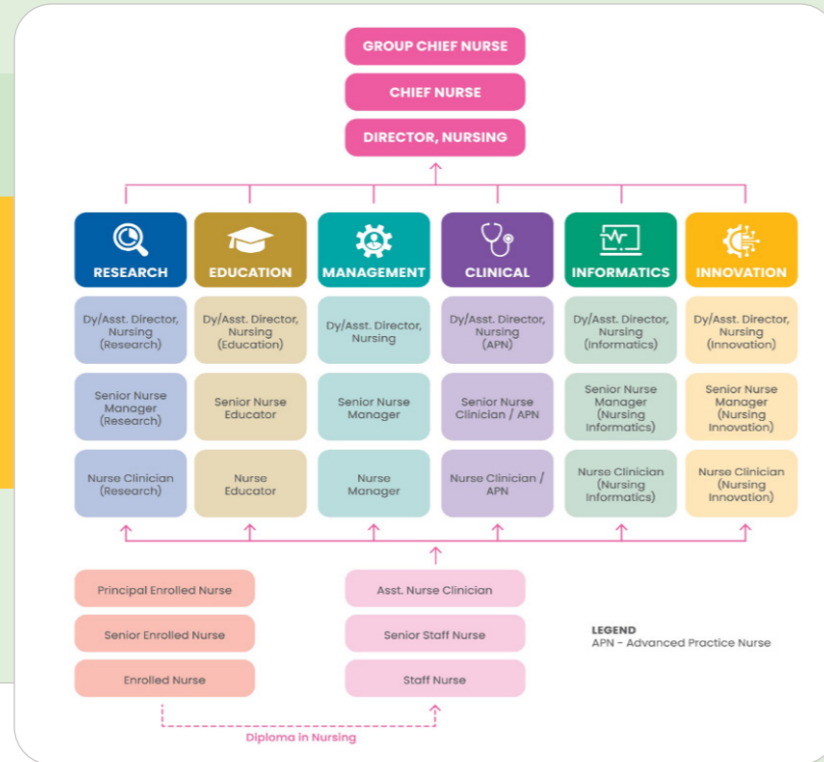 GROUP CHIEF NURSE
CHIEF NURSE
DIRECTOR, NURSING
RESEARCH
EDUCATION
MANAGEMENT
CLINICAL
INFORMATICS
INNOVATION
Dy/Asst. Director,
Nursing
(Research)
Dy/Asst. Director,
Nursing
(Education)
Dy/Asst. Director,
Nursing
Dy/Asst. Director,
Nursing
(APN)
Dy/Asst. Director,
Nursing
(Informatics)
Dy/Asst. Director,
Nursing
(Innovation)
Senior Nurse
Manager
(Research)
Senior Nurse
Educator
Senior Nurse
Manager
Senior Nurse
Clinician / APN
Senior Nurse
Manager
(Nursing
Informatics)
Senior Nurse
Manager
(Nursing
Innovation)
Nurse Clinician
(Research)
Nurse
Educator
Nurse
Manager
Nurse Clinician /
APN
Nurse Clinician
(Nursing
Informatics)
Nurse Clinician
(Nursing
Innovation)
Principal Enrolled Nurse
Senior Enrolled Nurse
Enrolled Nurse
Asst. Nurse Clinician
Senior Staff Nurse
Staff Nurse
Diploma in Nursing
LEGEND
APN - Advanced Practice Nurse